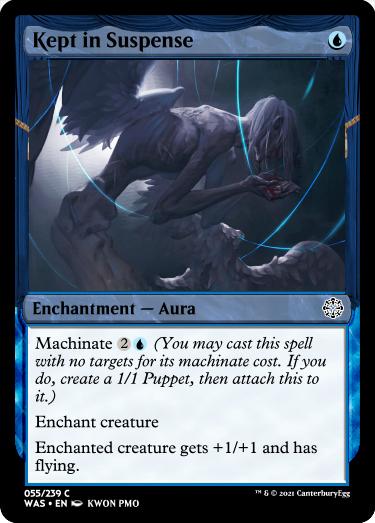 Kept in Suspense
Enchantment — Aura
Machinate 2 (You may cast this spell
with no targets for its machinate cost. If you
do, create a 1/1 Puppet, then attach this to
it.)
Enchant creature
Enchanted creature gets +1/+1 and has
flying.
055/239 C
WAS • EN KWON PMO
™ & © 2021 CanterburyEgg